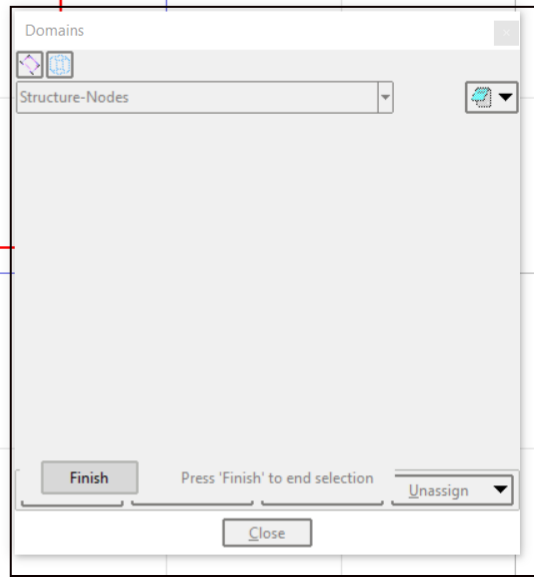 Domains
Structure-Nodes
Finish
Press 'Finish' to end selection
Unassign
Close